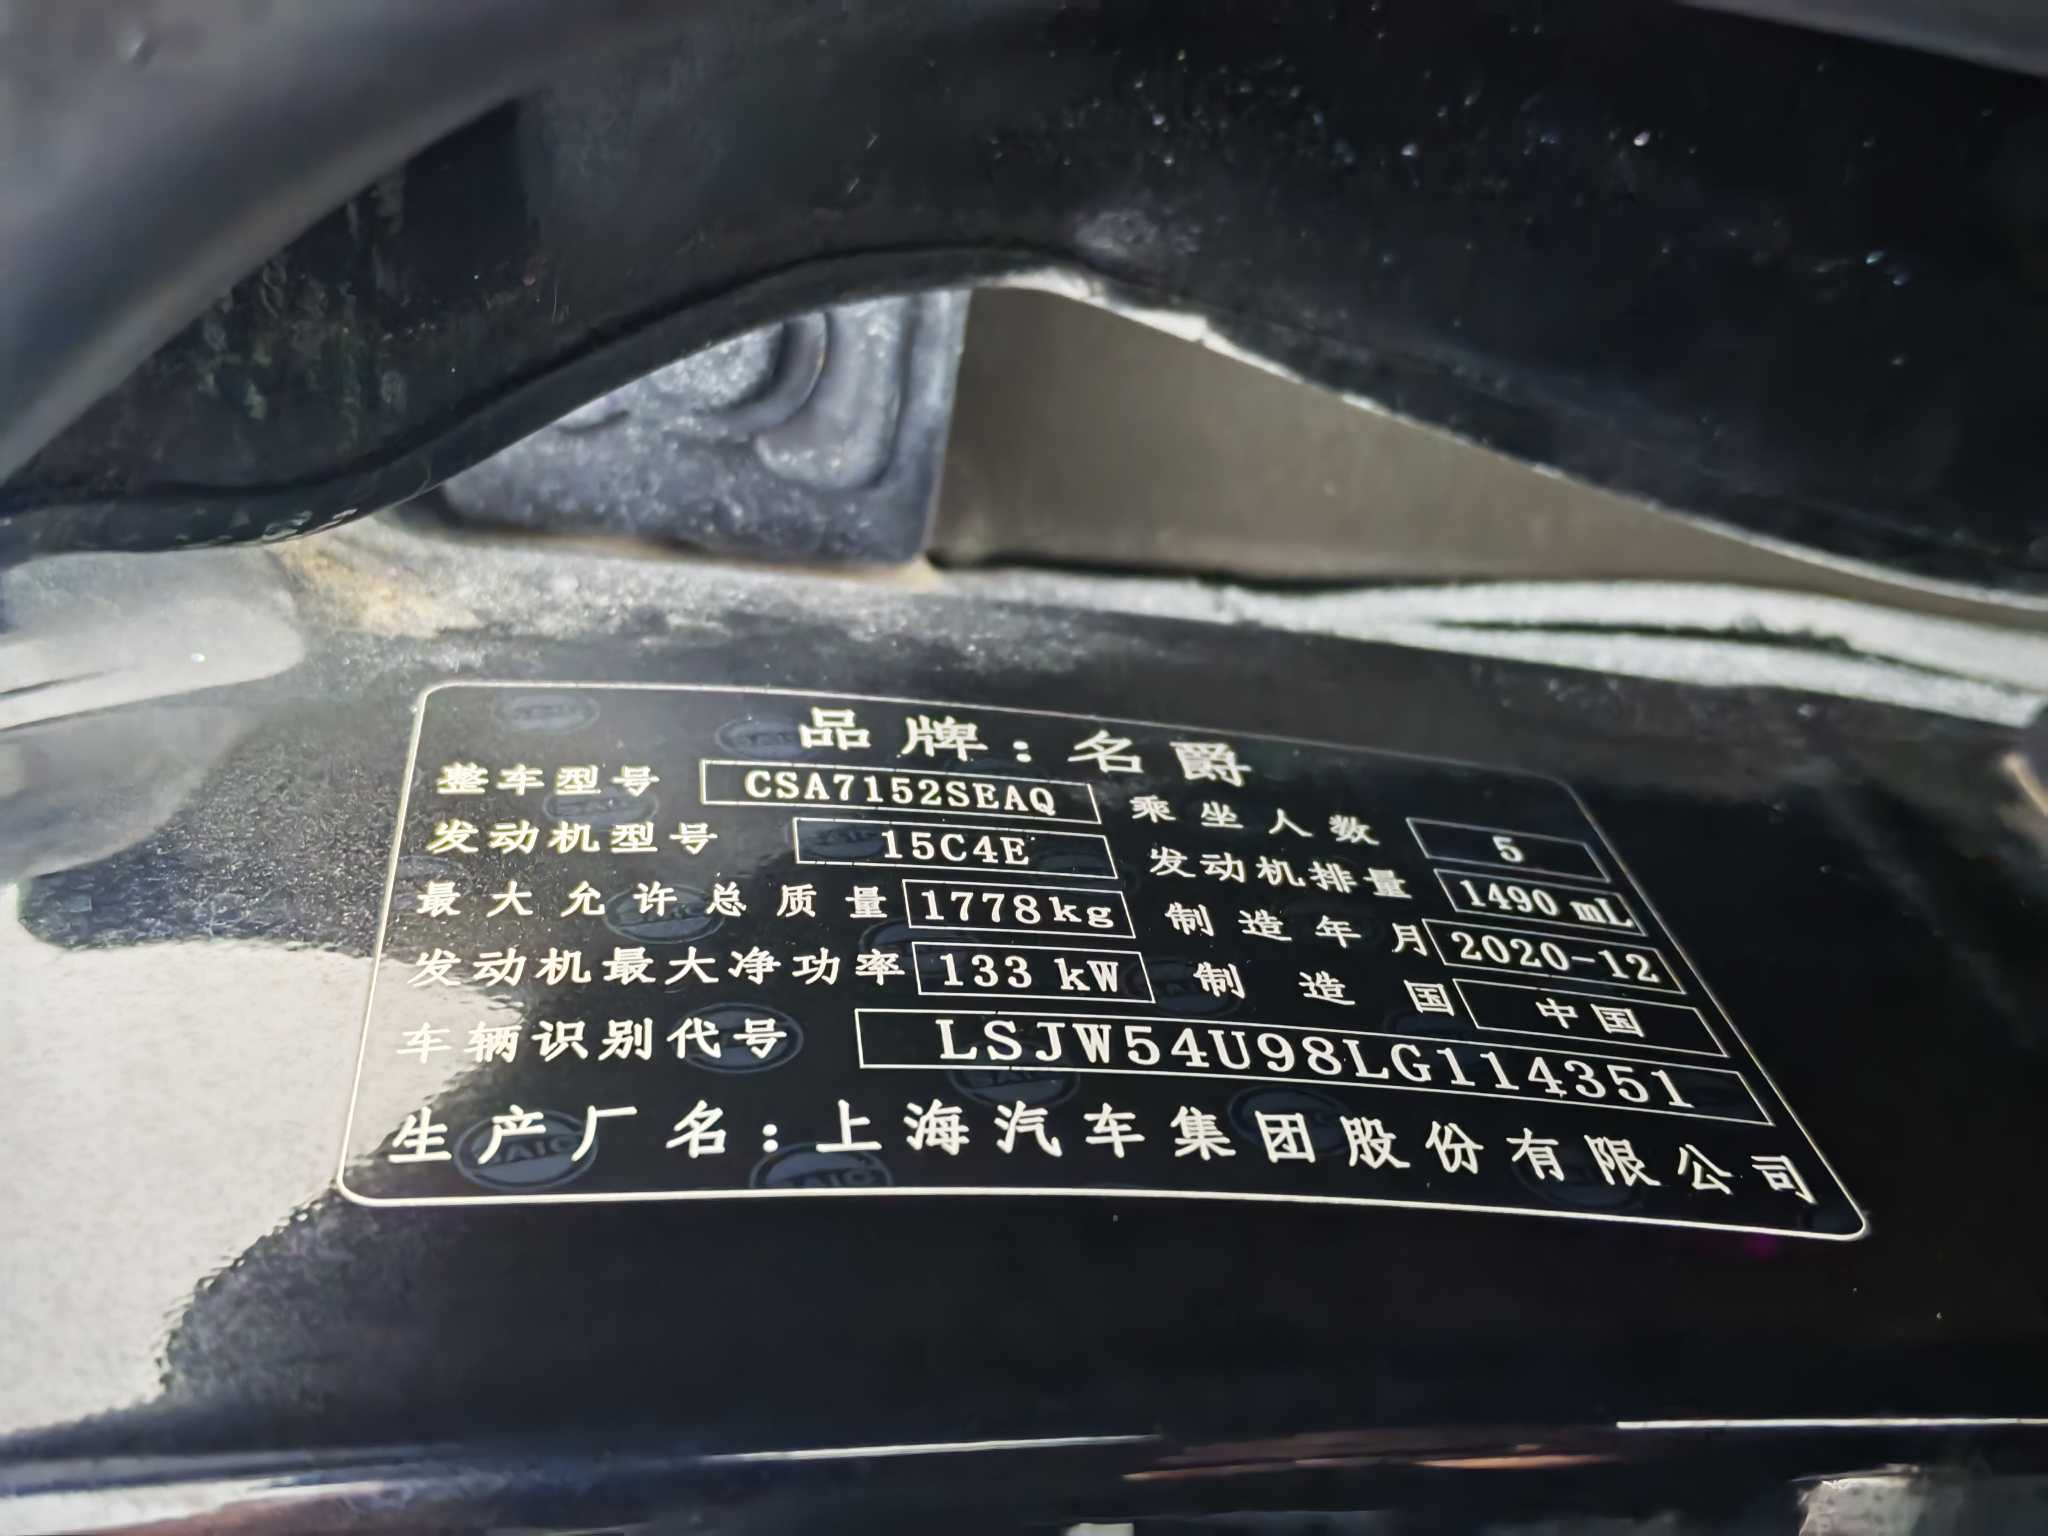 品牌：名爵
整车型号 CSA7152SEAQ 乘坐人数 5
发动机型号 15C4E 发动机排量 1490 mL
最大允许总质量 1778kg 制造年月 2020-12
发动机最大净功率 133 kW 制造国 中国
车辆识别代号 LSJW54U98LG114351
生产厂名：上海汽车集团股份有限公司